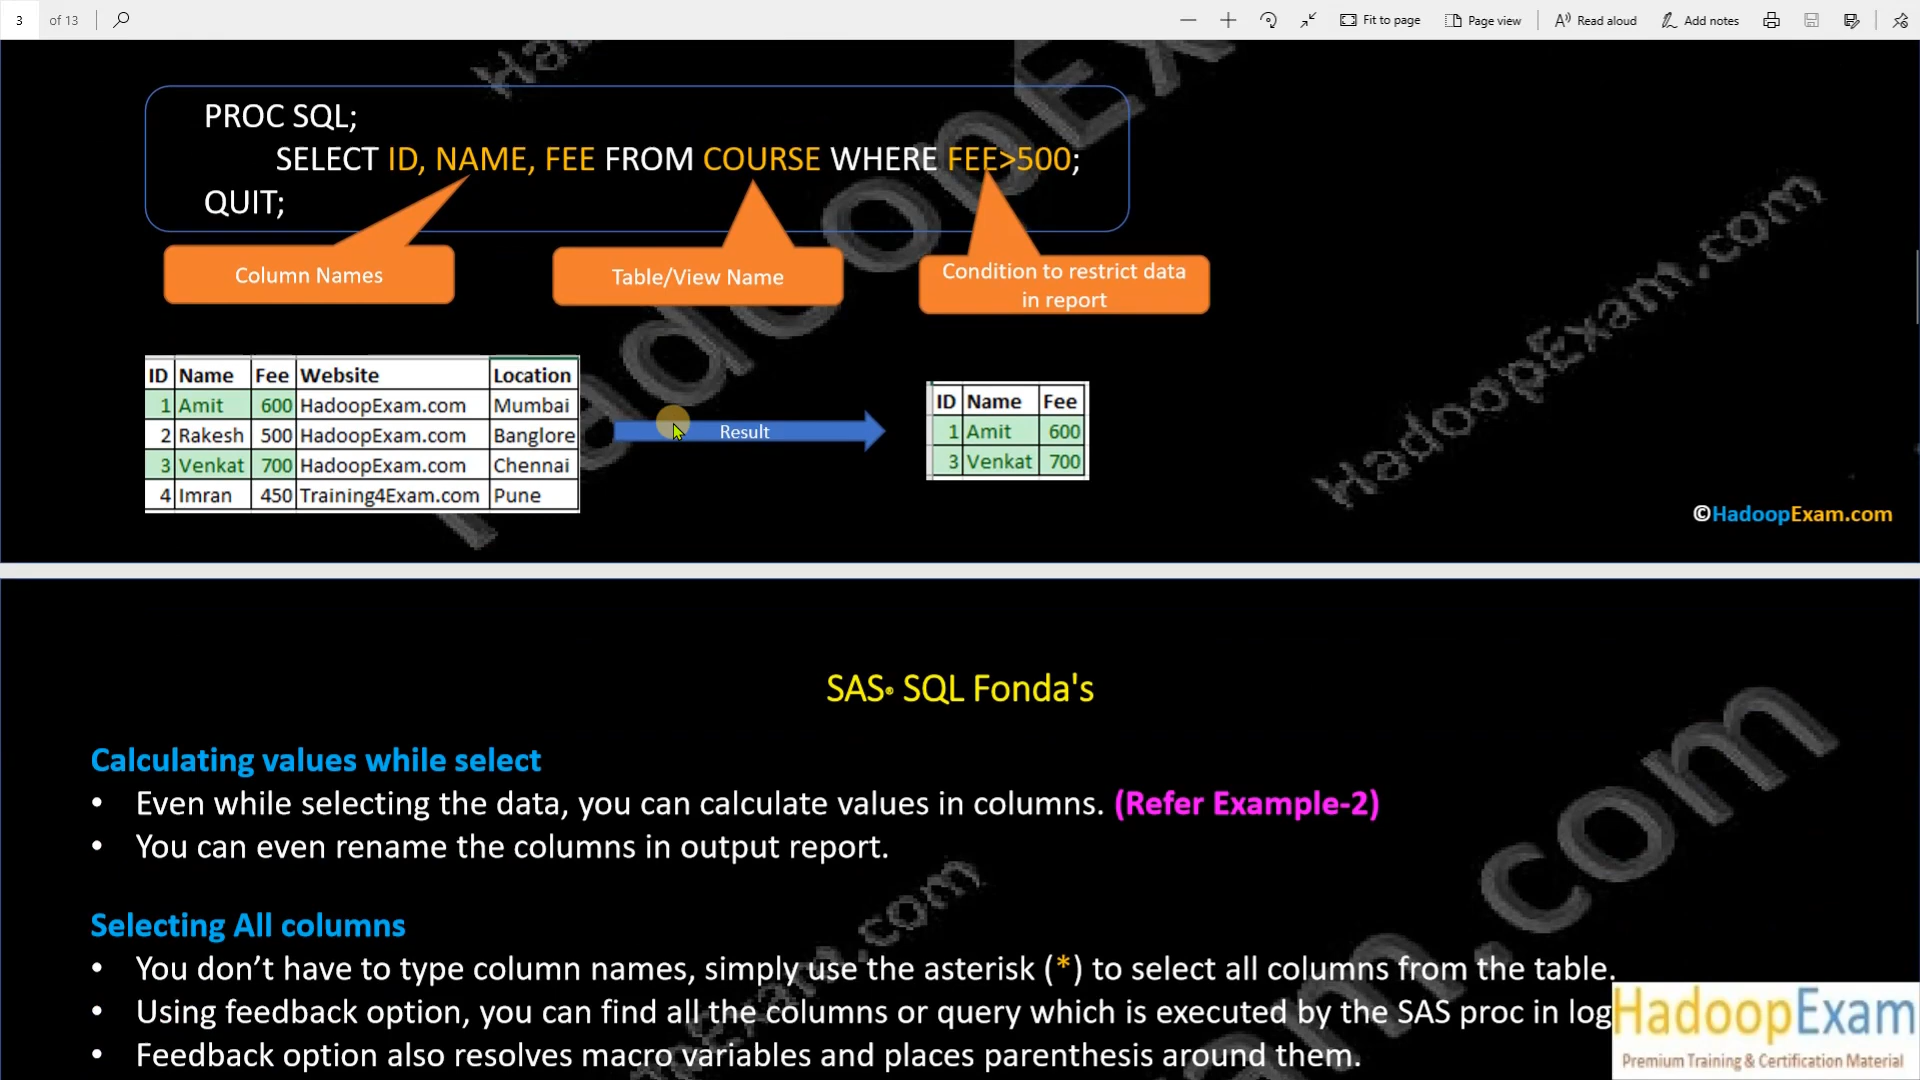 3 of 13 Fit to page Page view Read aloud Add notes
PROC SQL;
SELECT ID, NAME, FEE FROM COURSE WHERE FEE>500;
QUIT;
Column Names
Table/View Name
Condition to restrict data
in report
ID Name Fee Website Location
1 Amit 600 HadoopExam.com Mumbai
2 Rakesh 500 HadoopExam.com Banglore
3 Venkat 700 HadoopExam.com Chennai
4 Imran 450 Training4Exam.com Pune
Result
ID Name Fee
1 Amit 600
3 Venkat 700
HadoopExam.com
©HadoopExam.com
SAS® SQL Fonda's
Calculating values while select
• Even while selecting the data, you can calculate values in columns. (Refer Example-2)
• You can even rename the columns in output report.
Selecting All columns
• You don’t have to type column names, simply use the asterisk (*) to select all columns from the table.
• Using feedback option, you can find all the columns or query which is executed by the SAS proc in log
• Feedback option also resolves macro variables and places parenthesis around them.
HadoopExam
Premium Training & Certification Material